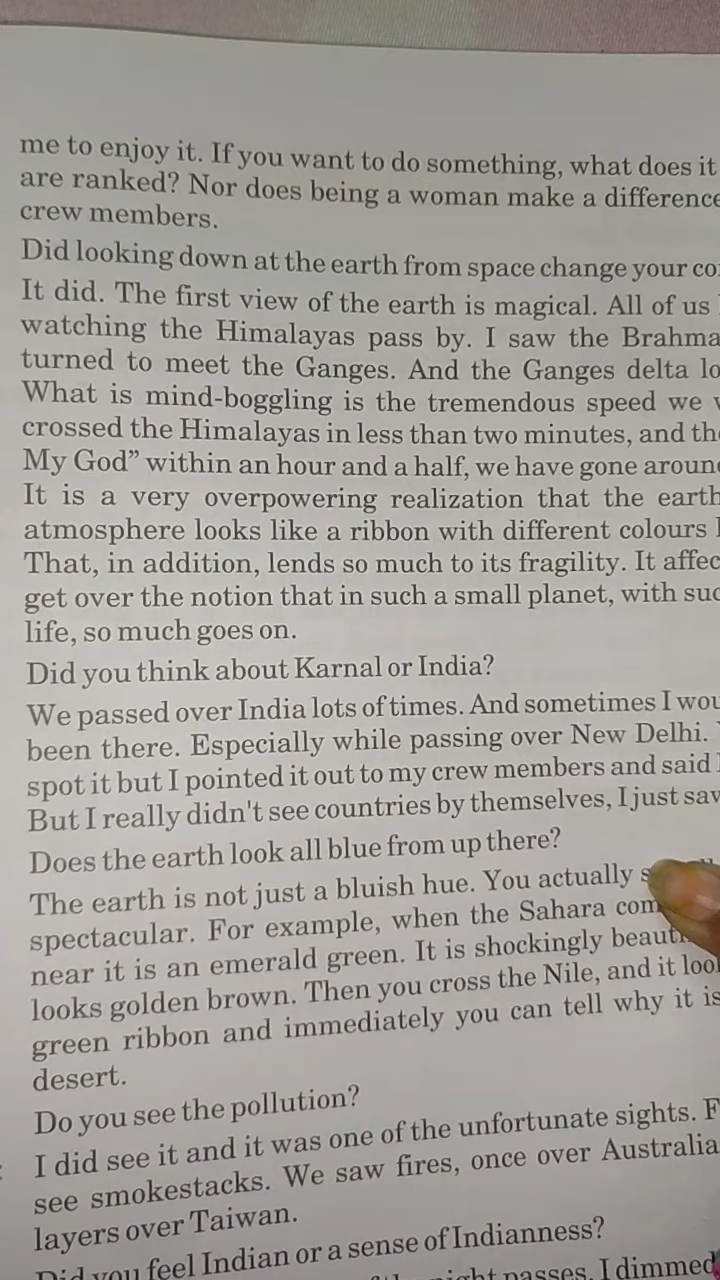 me to enjoy it. If you want to do something, what does it
are ranked? Nor does being a woman make a difference
crew members.
Did looking down at the earth from space change your
It did. The first view of the earth is magical. All of us
watching the Himalayas pass by. I saw the Brahma
turned to meet the Ganges. And the Ganges delta lo
What is mind-boggling is the tremendous speed we
crossed the Himalayas in less than two minutes, and
My God" within an hour and a half, we have gone
It is a very overpowering realization that the earth
atmosphere looks like a ribbon with different colours
That, in addition, lends so much to its fragility. It
get over the notion that in such a small planet, with
life, so much goes on.
Did you think about Karnal or India?
We passed over India lots of times. And sometimes I
been there. Especially while passing over New Delhi.
spot it but I pointed it out to my crew members and said
But I really didn't see countries by themselves, I just
Does the earth look all blue from up there?
The earth is not just a bluish hue. You actually
spectacular. For example, when the Sahara
near it is an emerald green. It is shockingly
looks golden brown. Then you cross the Nile, and it
green ribbon and immediately you can tell why it is
desert.
Do you see the pollution?
I did see it and it was one of the unfortunate sights.
see smokestacks. We saw fires, once over Australia
layers over Taiwan.
Did you feel Indian or a sense of Indianness?
passes. I dimmed